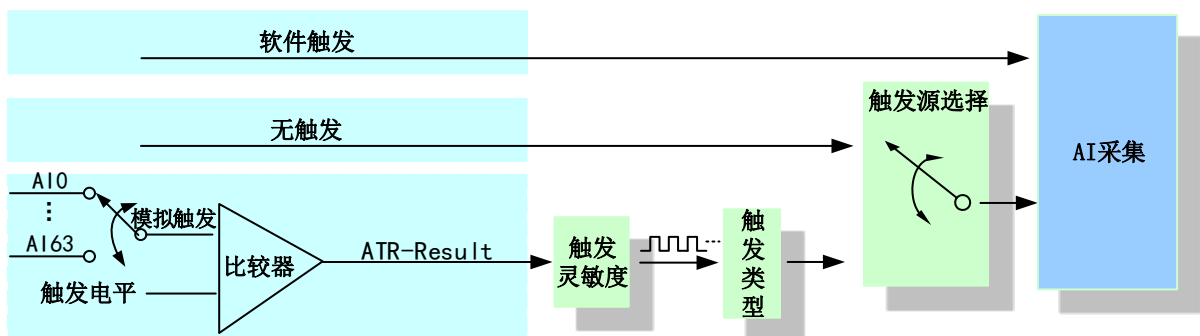 软件触发
无触发
触发源选择
AI采集
AI0
⋮
模拟触发
AI63
触发电平
比较器
ATR-Result
触发
灵敏度
触
发
类
型